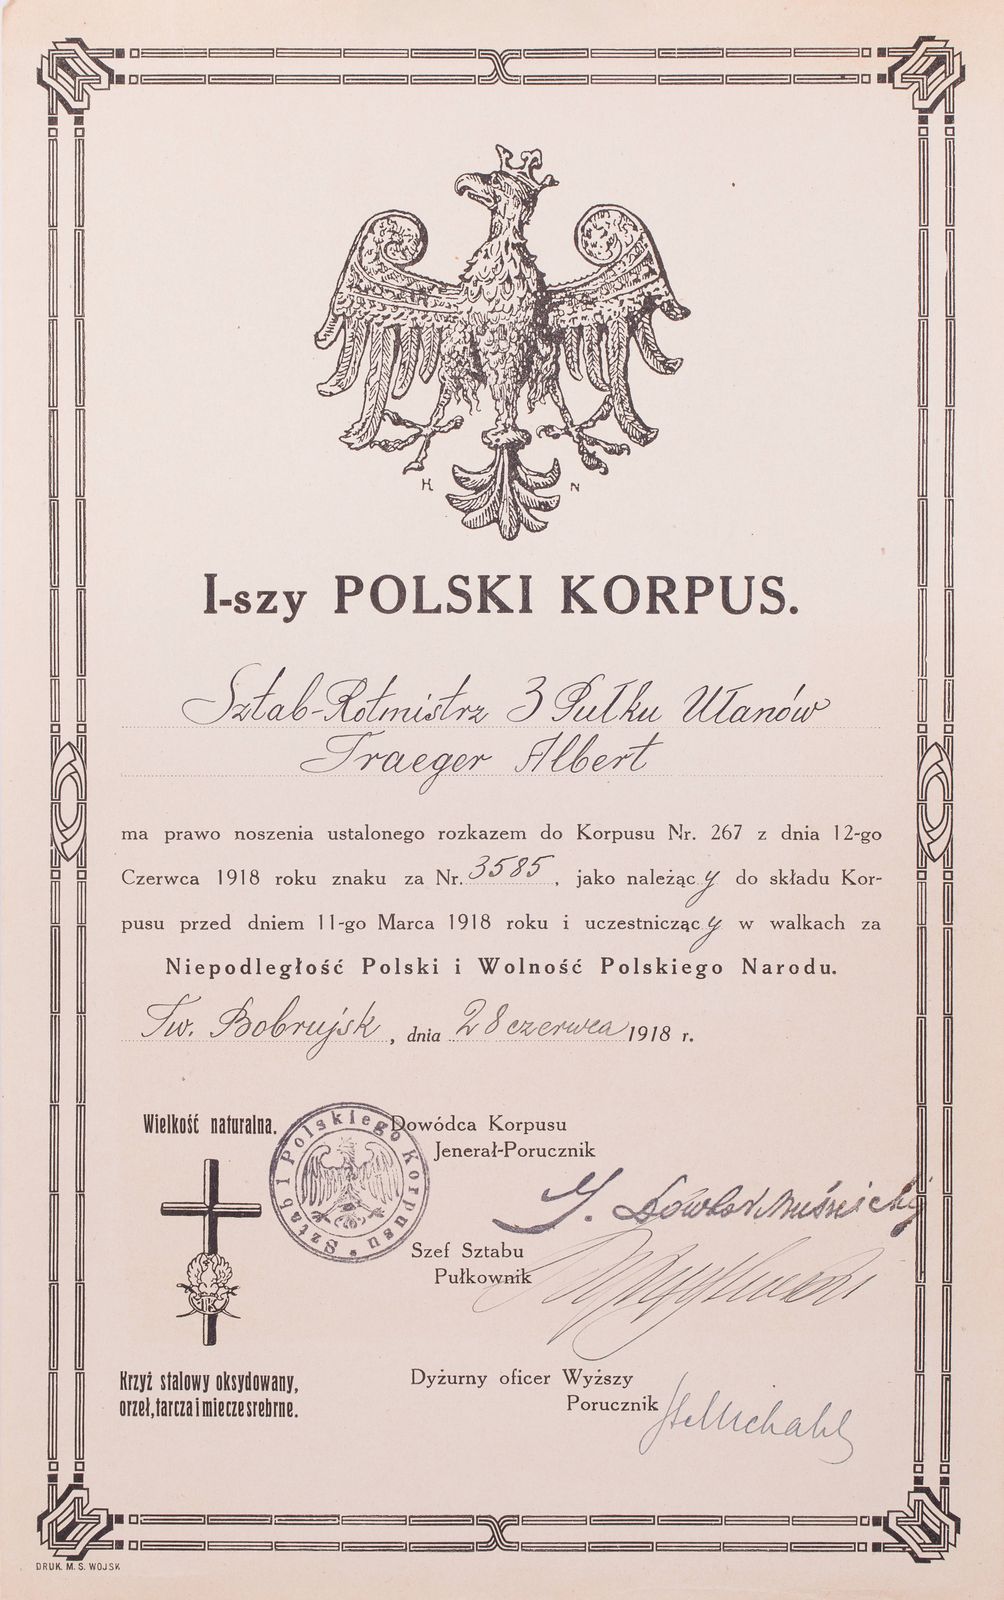 H N
I-szy POLSKI KORPUS.
Sztab-Rotmistrz 3 Pułku Ułanów
Traeger Albert
ma prawo noszenia ustalonego rozkazem do Korpusu Nr. 267 z dnia 12-go
Czerwca 1918 roku znaku za Nr. 3585, jako należący do składu Kor-
pusu przed dniem 11-go Marca 1918 roku i uczestniczący w walkach za
Niepodległość Polski i Wolność Polskiego Narodu.
Tw. Bobrujsk, dnia 28 czerwca 1918 r.
Wielkość naturalna.
Sztab 1 Polskiego Korpusu
Dowódca Korpusu
Jenerał-Porucznik
J. Dowbor Muśnicki
Szef Sztabu
Pułkownik
1K
Krzyż stalowy oksydowany,
orzeł, tarcza i miecze srebrne.
Dyżurny oficer Wyższy
Porucznik
DRUK. M. S. WOJSK